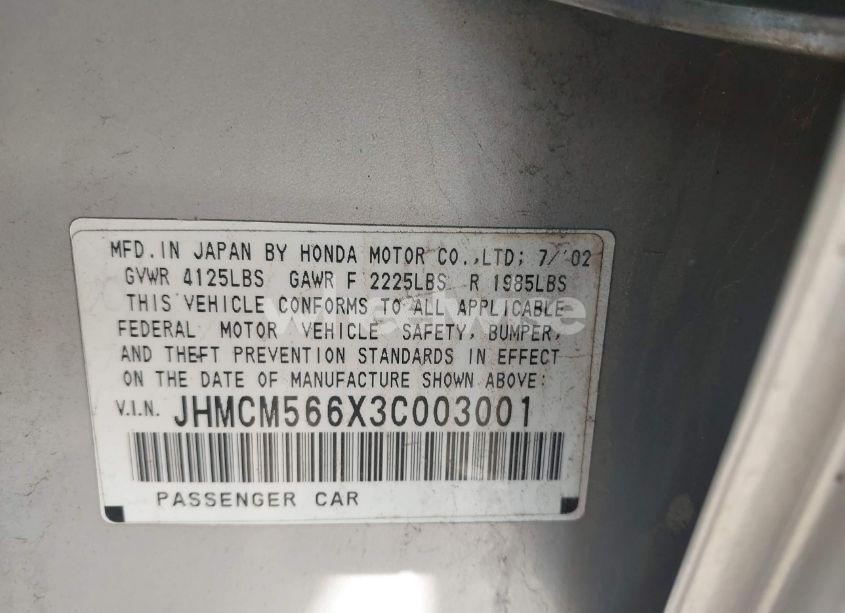 MFD. IN JAPAN BY HONDA MOTOR CO.,LTD; 7/'02
GVWR 4125LBS GAWR F 2225LBS R 1985LBS
THIS VEHICLE CONFORMS TO ALL APPLICABLE
FEDERAL MOTOR VEHICLE SAFETY, BUMPER,
AND THEFT PREVENTION STANDARDS IN EFFECT
ON THE DATE OF MANUFACTURE SHOWN ABOVE:
V.I.N. JHMCM566X3C003001
PASSENGER CAR